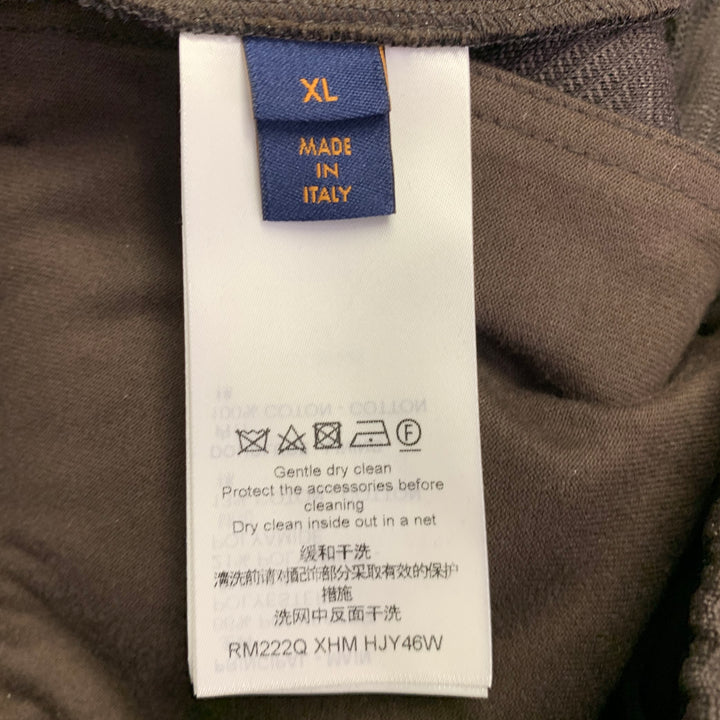 XL
MADE
IN
ITALY
F
Gentle dry clean
Protect the accessories before
cleaning
Dry clean inside out in a net
缓和干洗
清洗前请对配饰部分采取有效的保护
措施
洗网中反面干洗
RM222Q XHM HJY46W